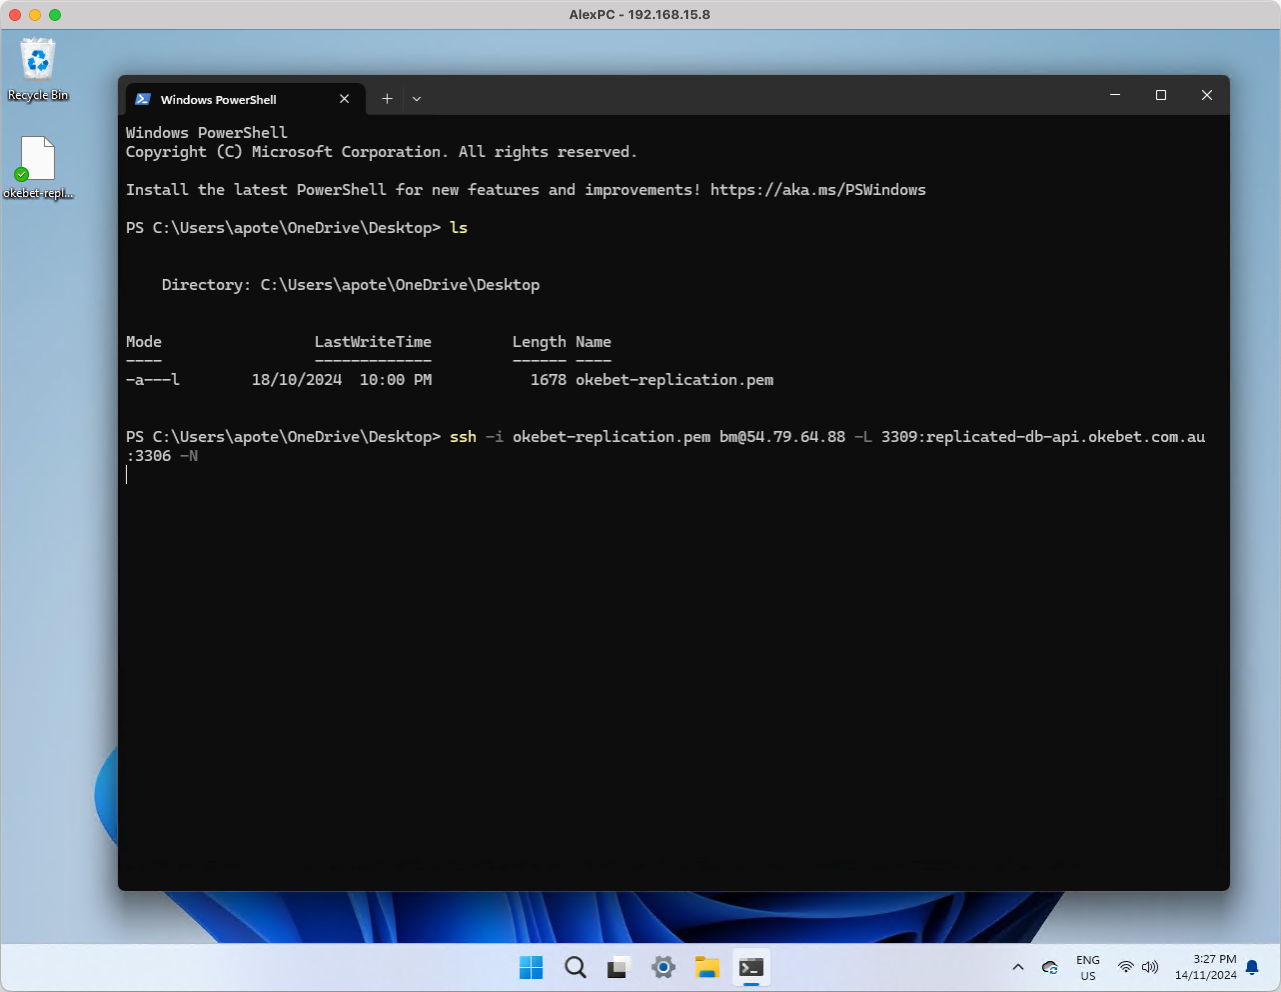 AlexPC - 192.168.15.8
Recycle Bin
okebet-repl...
Windows PowerShell
Windows PowerShell
Copyright (C) Microsoft Corporation. All rights reserved.
Install the latest PowerShell for new features and improvements! https://aka.ms/PSWindows
PS C:\Users\apote\OneDrive\Desktop> ls
Directory: C:\Users\apote\OneDrive\Desktop
Mode LastWriteTime Length Name
---- ------------- ------ ----
-a---l 18/10/2024 10:00 PM 1678 okebet-replication.pem
PS C:\Users\apote\OneDrive\Desktop> ssh -i okebet-replication.pem bm@54.79.64.88 -L 3309:replicated-db-api.okebet.com.au
:3306 -N
ENG
US
3:27 PM
14/11/2024